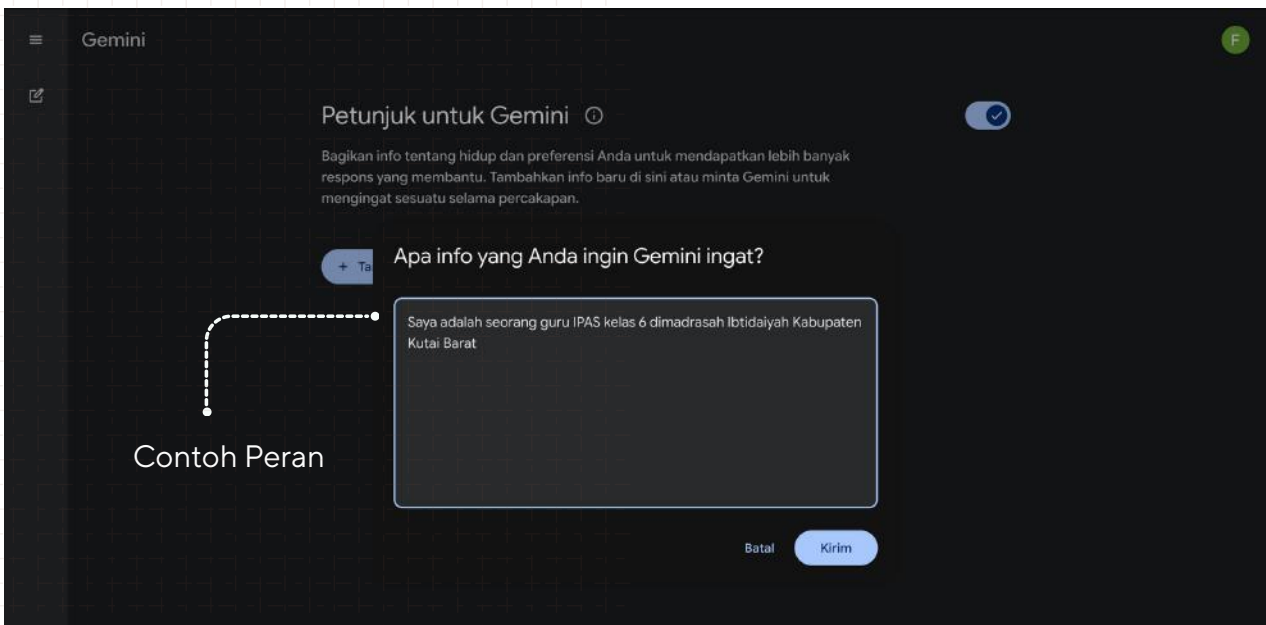 Gemini
F
Petunjuk untuk Gemini
Bagikan info tentang hidup dan preferensi Anda untuk mendapatkan lebih banyak
respons yang membantu. Tambahkan info baru di sini atau minta Gemini untuk
mengingat sesuatu selama percakapan.
+ Ta
Apa info yang Anda ingin Gemini ingat?
Saya adalah seorang guru IPAS kelas 6 dimadrasah Ibtidaiyah Kabupaten
Kutai Barat
Contoh Peran
Batal Kirim